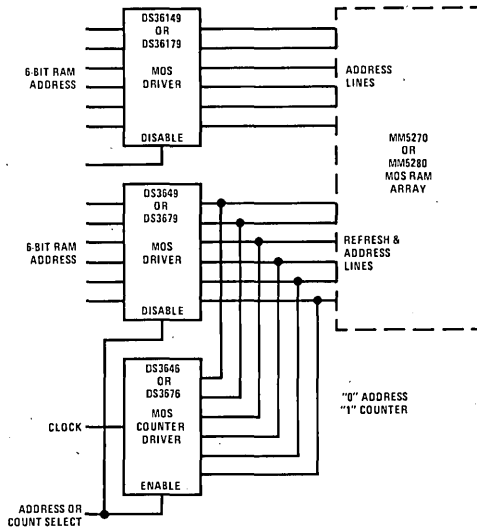 DS36149
OR
DS36179
MOS
DRIVER
DISABLE
6-BIT RAM
ADDRESS
ADDRESS
LINES
MM5270
OR
MM5280
MOS RAM
ARRAY
DS3649
OR
DS3679
MOS
DRIVER
DISABLE
6-BIT RAM
ADDRESS
REFRESH &
ADDRESS
LINES
DS3646
OR
DS3676
MOS
COUNTER
DRIVER
ENABLE
CLOCK
"0" ADDRESS
"1" COUNTER
ADDRESS OR
COUNT SELECT